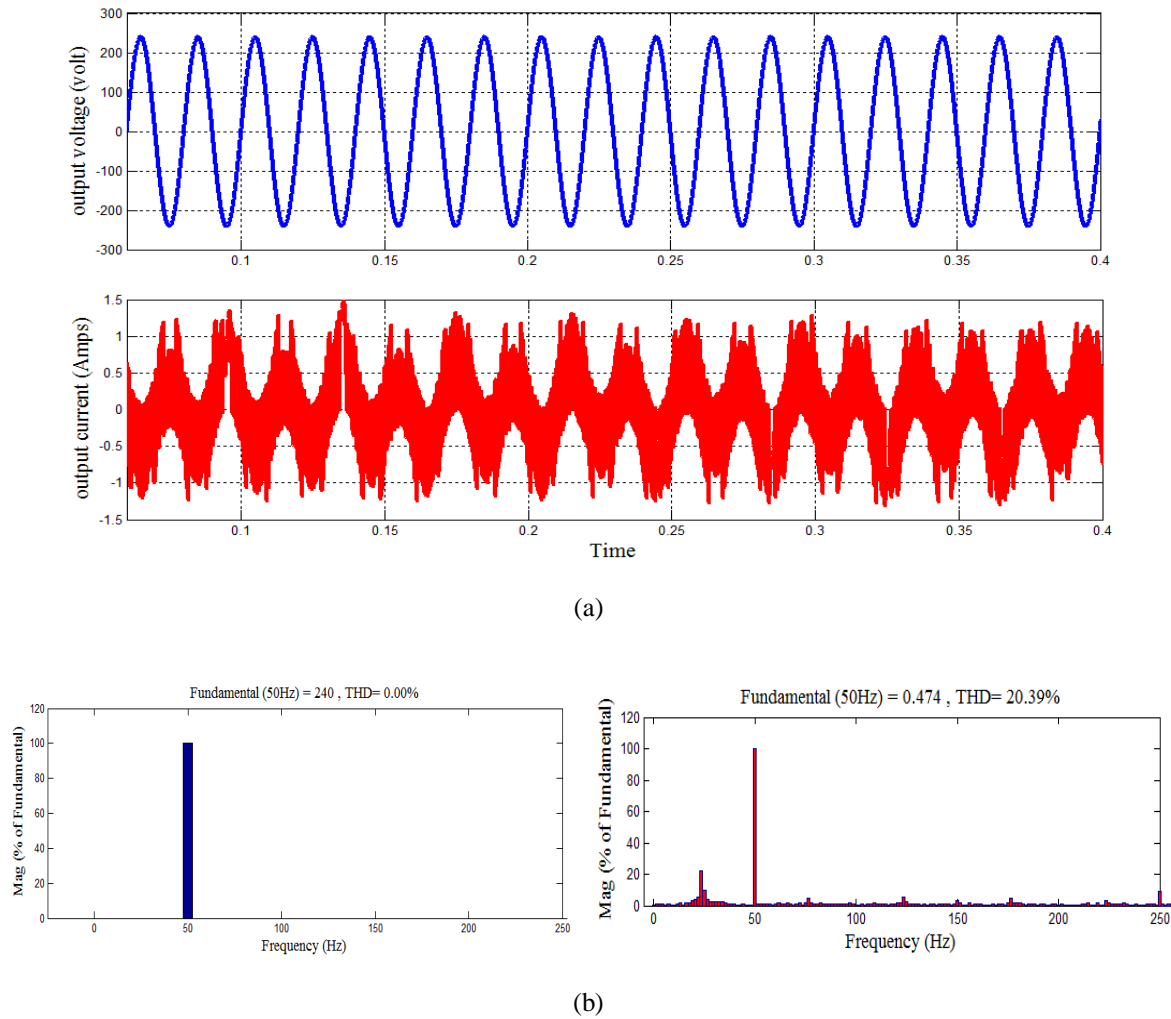 300
200
100
0
-100
-200
-300
output voltage (volt)
0.1 0.15 0.2 0.25 0.3 0.35 0.4
1.5
1
0.5
0
-0.5
-1
-1.5
output current (Amps)
0.1 0.15 0.2 0.25 0.3 0.35 0.4
Time
(a)
Fundamental (50Hz) = 240 , THD= 0.00%
120
100
80
60
40
20
0
Mag (% of Fundamental)
0 50 100 150 200 250
Frequency (Hz)
Fundamental (50Hz) = 0.474 , THD= 20.39%
120
100
80
60
40
20
0
Mag (% of Fundamental)
0 50 100 150 200 250
Frequency (Hz)
(b)